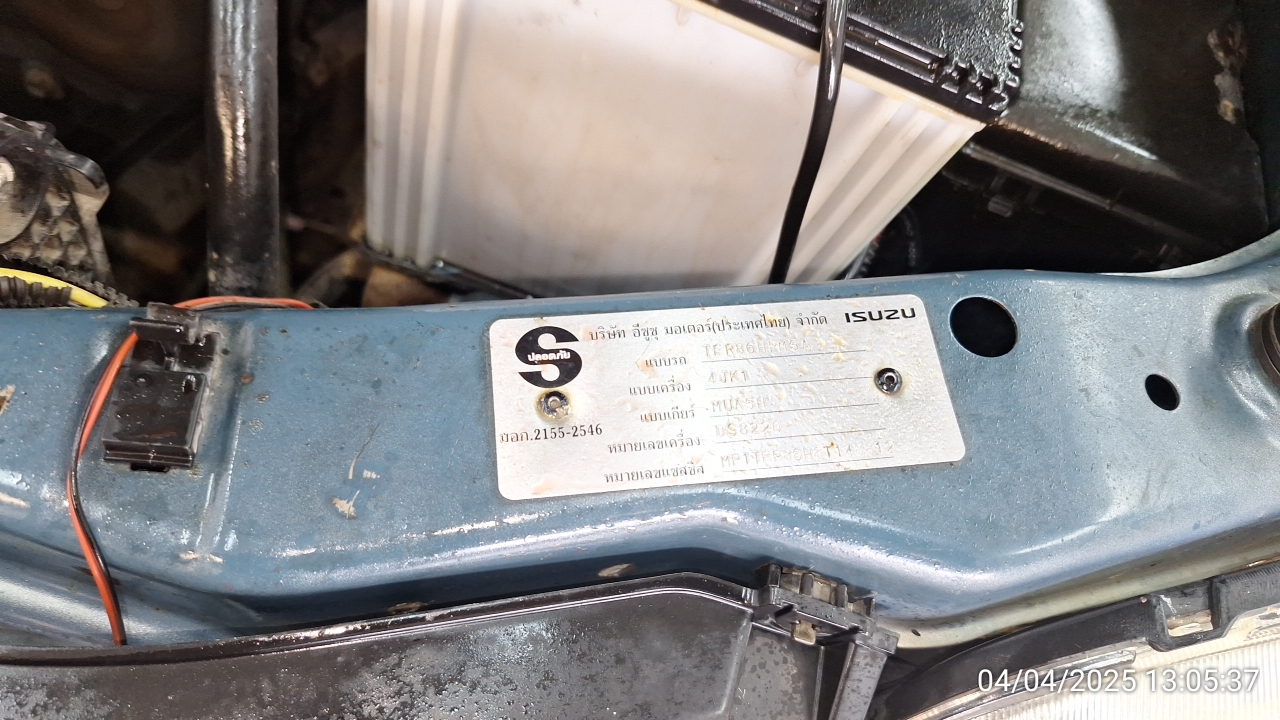 บริษัท อีซูซุ มอเตอร์(ประเทศไทย) จำกัด ISUZU
S
ปลอดภัย
แบบรถ
แบบเครื่อง 4JK1
แบบเกียร์
มอก.2155-2546
หมายเลขเครื่อง
หมายเลขแชสซีส์
04/04/2025 13:05:37